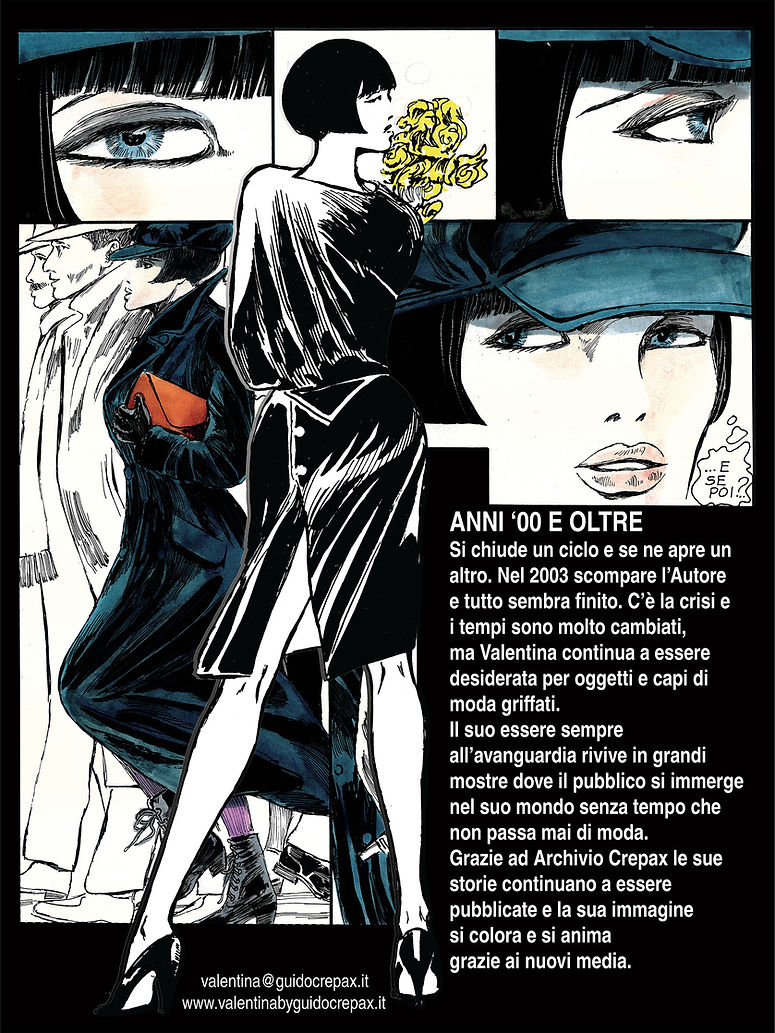 ...E
SE
POI..?
ANNI ‘00 E OLTRE
Si chiude un ciclo e se ne apre un
altro. Nel 2003 scompare l’Autore
e tutto sembra finito. C’è la crisi e
i tempi sono molto cambiati,
ma Valentina continua a essere
desiderata per oggetti e capi di
moda griffati.
Il suo essere sempre
all’avanguardia rivive in grandi
mostre dove il pubblico si immerge
nel suo mondo senza tempo che
non passa mai di moda.
Grazie ad Archivio Crepax le sue
storie continuano a essere
pubblicate e la sua immagine
si colora e si anima
grazie ai nuovi media.
valentina@guidocrepax.it
www.valentinabyguidocrepax.it